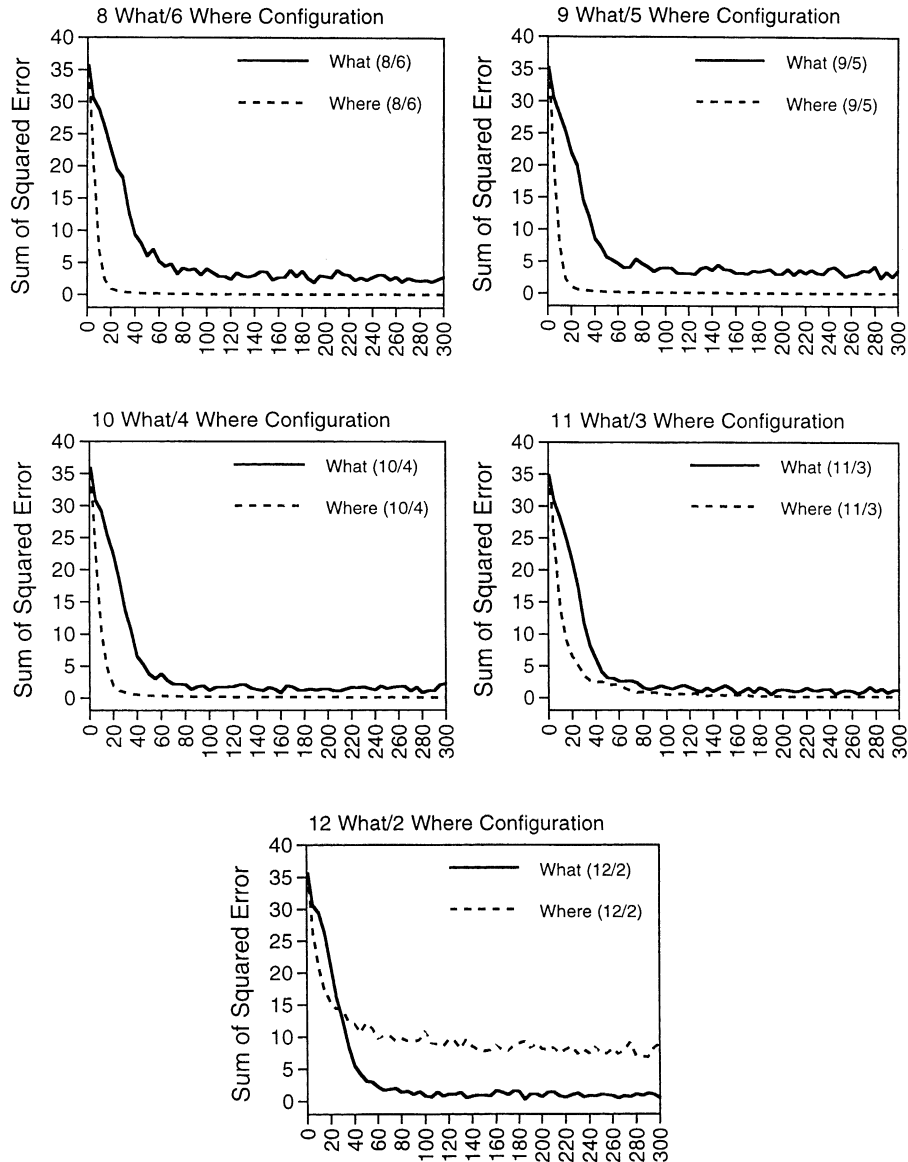 8 What/6 Where Configuration
Sum of Squared Error
40
35
30
25
20
15
10
5
0
What (8/6)
Where (8/6)
0 20 40 60 80 100 120 140 160 180 200 220 240 260 280 300
9 What/5 Where Configuration
Sum of Squared Error
40
35
30
25
20
15
10
5
0
What (9/5)
Where (9/5)
0 20 40 60 80 100 120 140 160 180 200 220 240 260 280 300
10 What/4 Where Configuration
Sum of Squared Error
40
35
30
25
20
15
10
5
0
What (10/4)
Where (10/4)
0 20 40 60 80 100 120 140 160 180 200 220 240 260 280 300
11 What/3 Where Configuration
Sum of Squared Error
40
35
30
25
20
15
10
5
0
What (11/3)
Where (11/3)
0 20 40 60 80 100 120 140 160 180 200 220 240 260 280 300
12 What/2 Where Configuration
Sum of Squared Error
40
35
30
25
20
15
10
5
0
What (12/2)
Where (12/2)
0 20 40 60 80 100 120 140 160 180 200 220 240 260 280 300